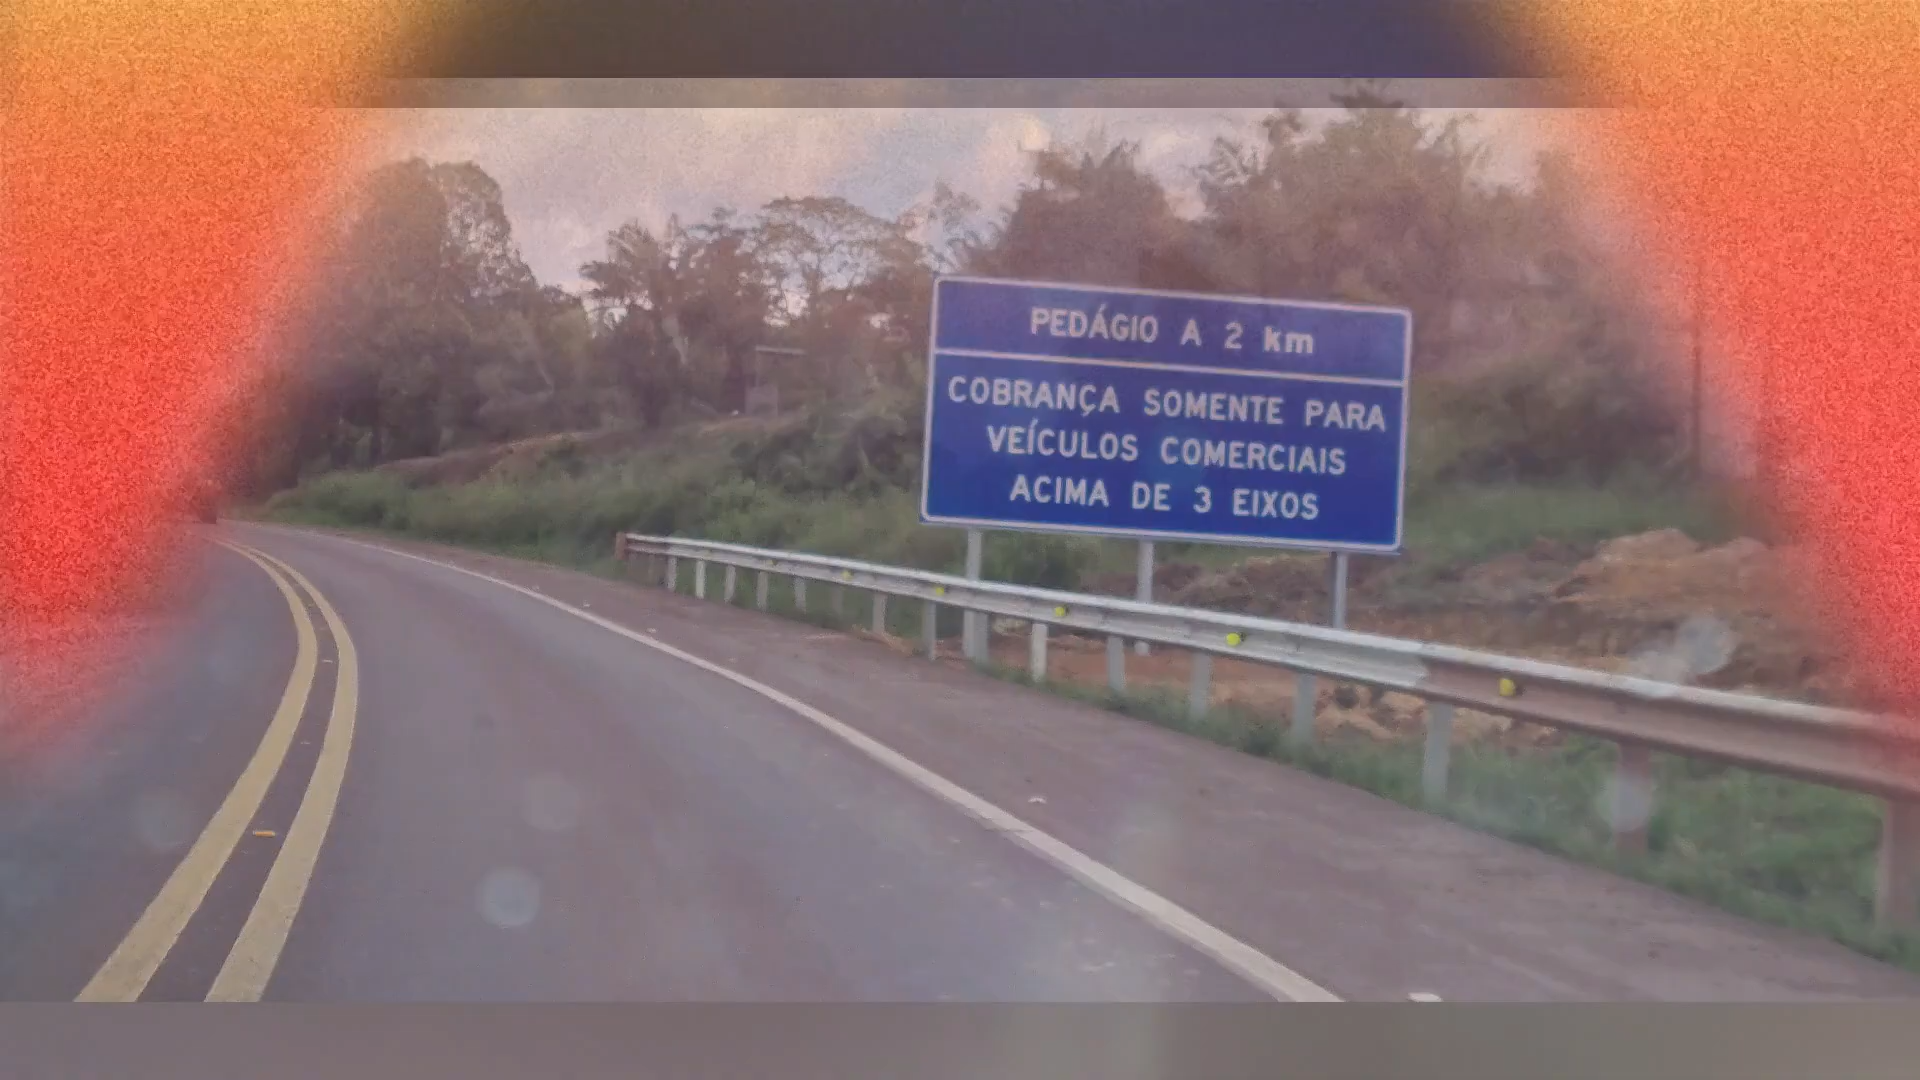 PEDÁGIO A 2 km
COBRANÇA SOMENTE PARA
VEÍCULOS COMERCIAIS
ACIMA DE 3 EIXOS